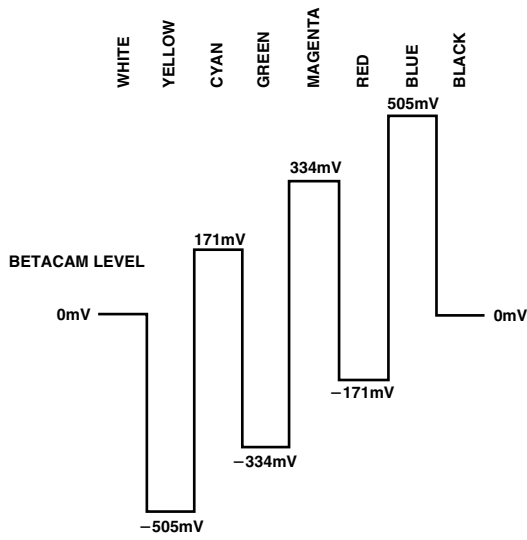 WHITE
YELLOW
CYAN
GREEN
MAGENTA
RED
BLUE
BLACK
505mV
334mV
171mV
BETACAM LEVEL
0mV
0mV
−171mV
−334mV
−505mV